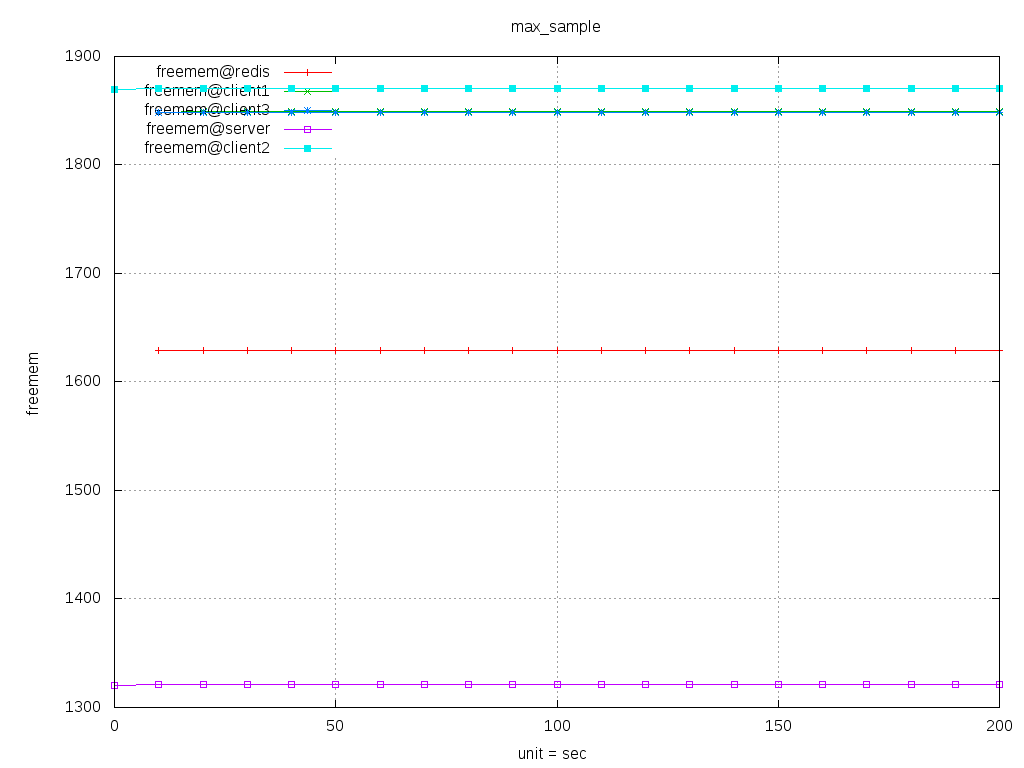 max_sample
1900
1800
1700
1600
1500
1400
1300
freemem
freemem@redis
freemem@client1
freemem@client3
freemem@server
freemem@client2
0 50 100 150 200
unit = sec